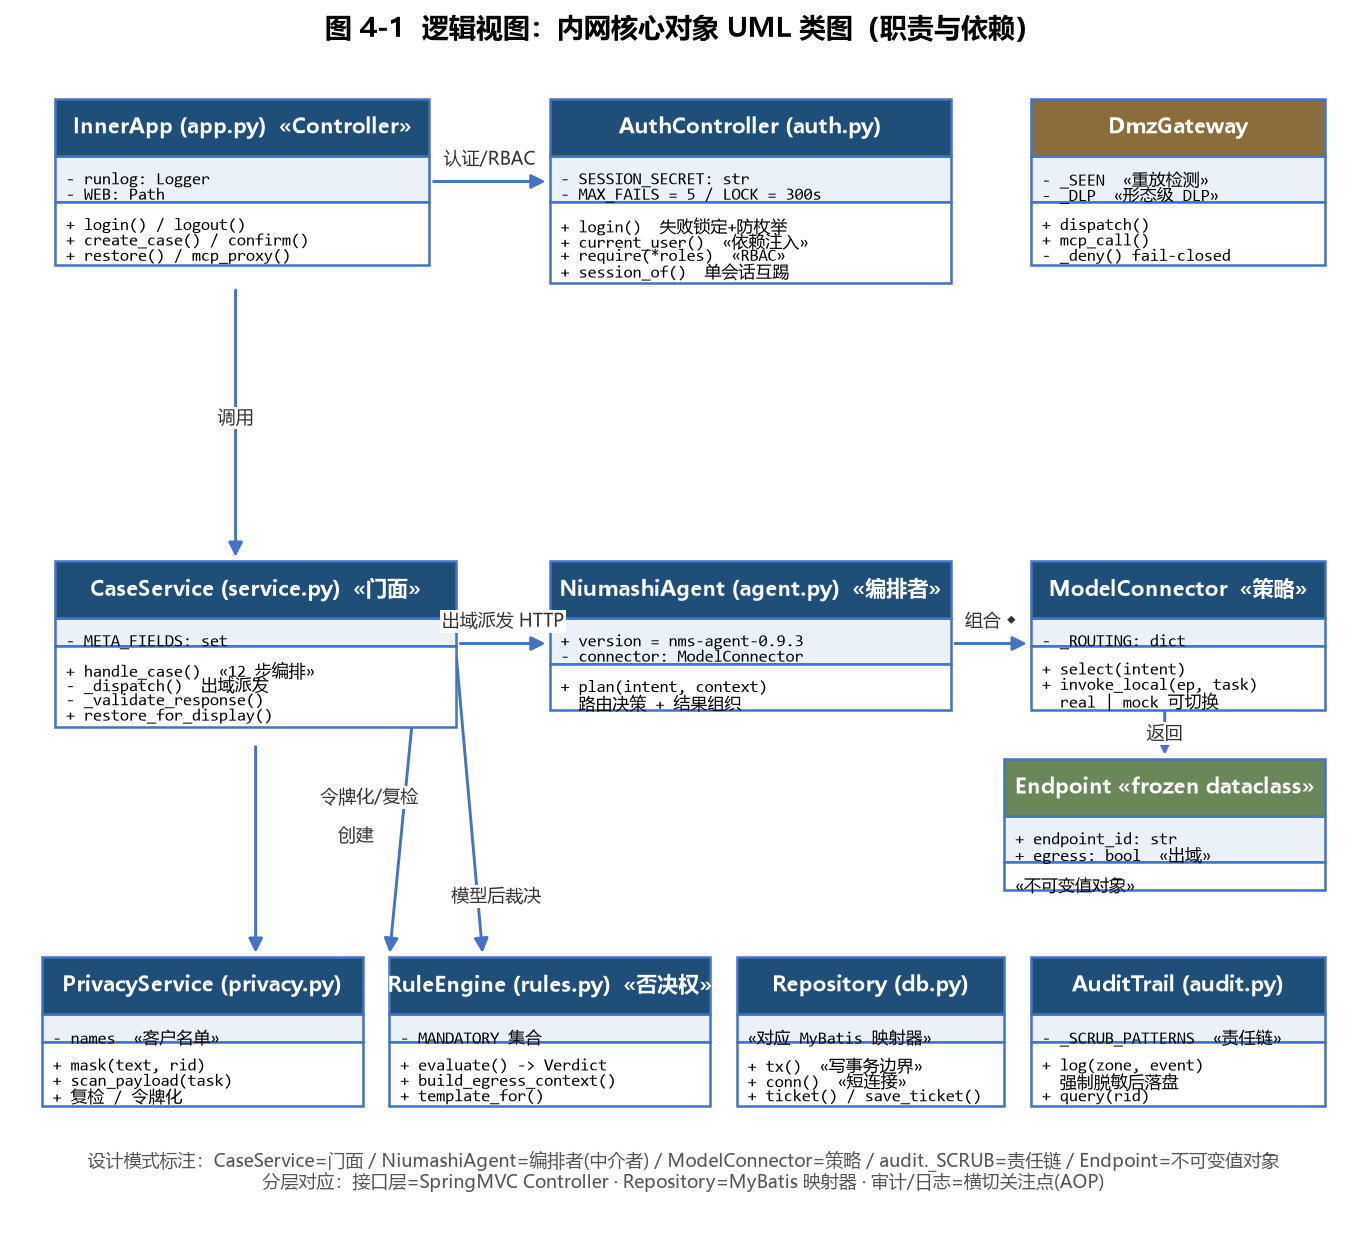 图 4-1 逻辑视图：内网核心对象 UML 类图（职责与依赖）
InnerApp (app.py) «Controller»
- runlog: Logger
- WEB: Path
+ login() / logout()
+ create_case() / confirm()
+ restore() / mcp_proxy()
认证/RBAC
AuthController (auth.py)
- SESSION_SECRET: str
- MAX_FAILS = 5 / LOCK = 300s
+ login() 失败锁定+防枚举
+ current_user() «依赖注入»
+ require(*roles) «RBAC»
+ session_of() 单会话互踢
DmzGateway
- _SEEN «重放检测»
- _DLP «形态级 DLP»
+ dispatch()
+ mcp_call()
- _deny() fail-closed
调用
CaseService (service.py) «门面»
- META_FIELDS: set
+ handle_case() «12 步编排»
- _dispatch() 出域派发
- _validate_response()
+ restore_for_display()
出域派发 HTTP
NiumashiAgent (agent.py) «编排者»
+ version = nms-agent-0.9.3
- connector: ModelConnector
+ plan(intent, context)
路由决策 + 结果组织
组合 ◆
ModelConnector «策略»
- _ROUTING: dict
+ select(intent)
+ invoke_local(ep, task)
real | mock 可切换
返回
Endpoint «frozen dataclass»
+ endpoint_id: str
+ egress: bool «出域»
«不可变值对象»
令牌化/复检
创建
模型后裁决
PrivacyService (privacy.py)
- names «客户名单»
+ mask(text, rid)
+ scan_payload(task)
+ 复检 / 令牌化
RuleEngine (rules.py) «否决权»
- MANDATORY 集合
+ evaluate() -> Verdict
+ build_egress_context()
+ template_for()
Repository (db.py)
«对应 MyBatis 映射器»
+ tx() «写事务边界»
+ conn() «短连接»
+ ticket() / save_ticket()
AuditTrail (audit.py)
- _SCRUB_PATTERNS «责任链»
+ log(zone, event)
强制脱敏后落盘
+ query(rid)
设计模式标注：CaseService=门面 / NiumashiAgent=编排者(中介者) / ModelConnector=策略 / audit._SCRUB=责任链 / Endpoint=不可变值对象
分层对应：接口层=SpringMVC Controller · Repository=MyBatis 映射器 · 审计/日志=横切关注点(AOP)